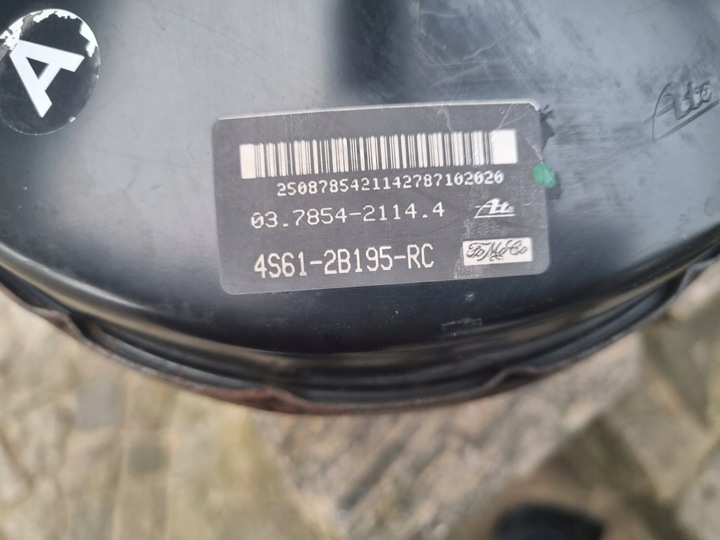 A
Ate
2508785421142787102020
03.7854-2114.4 Ate
4S61-2B195-RC FoMoCo